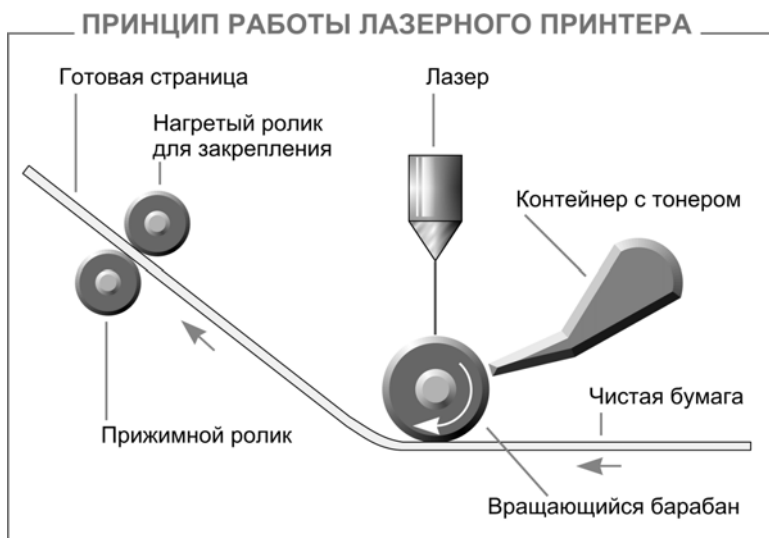 ПРИНЦИП РАБОТЫ ЛАЗЕРНОГО ПРИНТЕРА
Готовая страница
Лазер
Нагретый ролик
для закрепления
Контейнер с тонером
Чистая бумага
Прижимной ролик
Вращающийся барабан